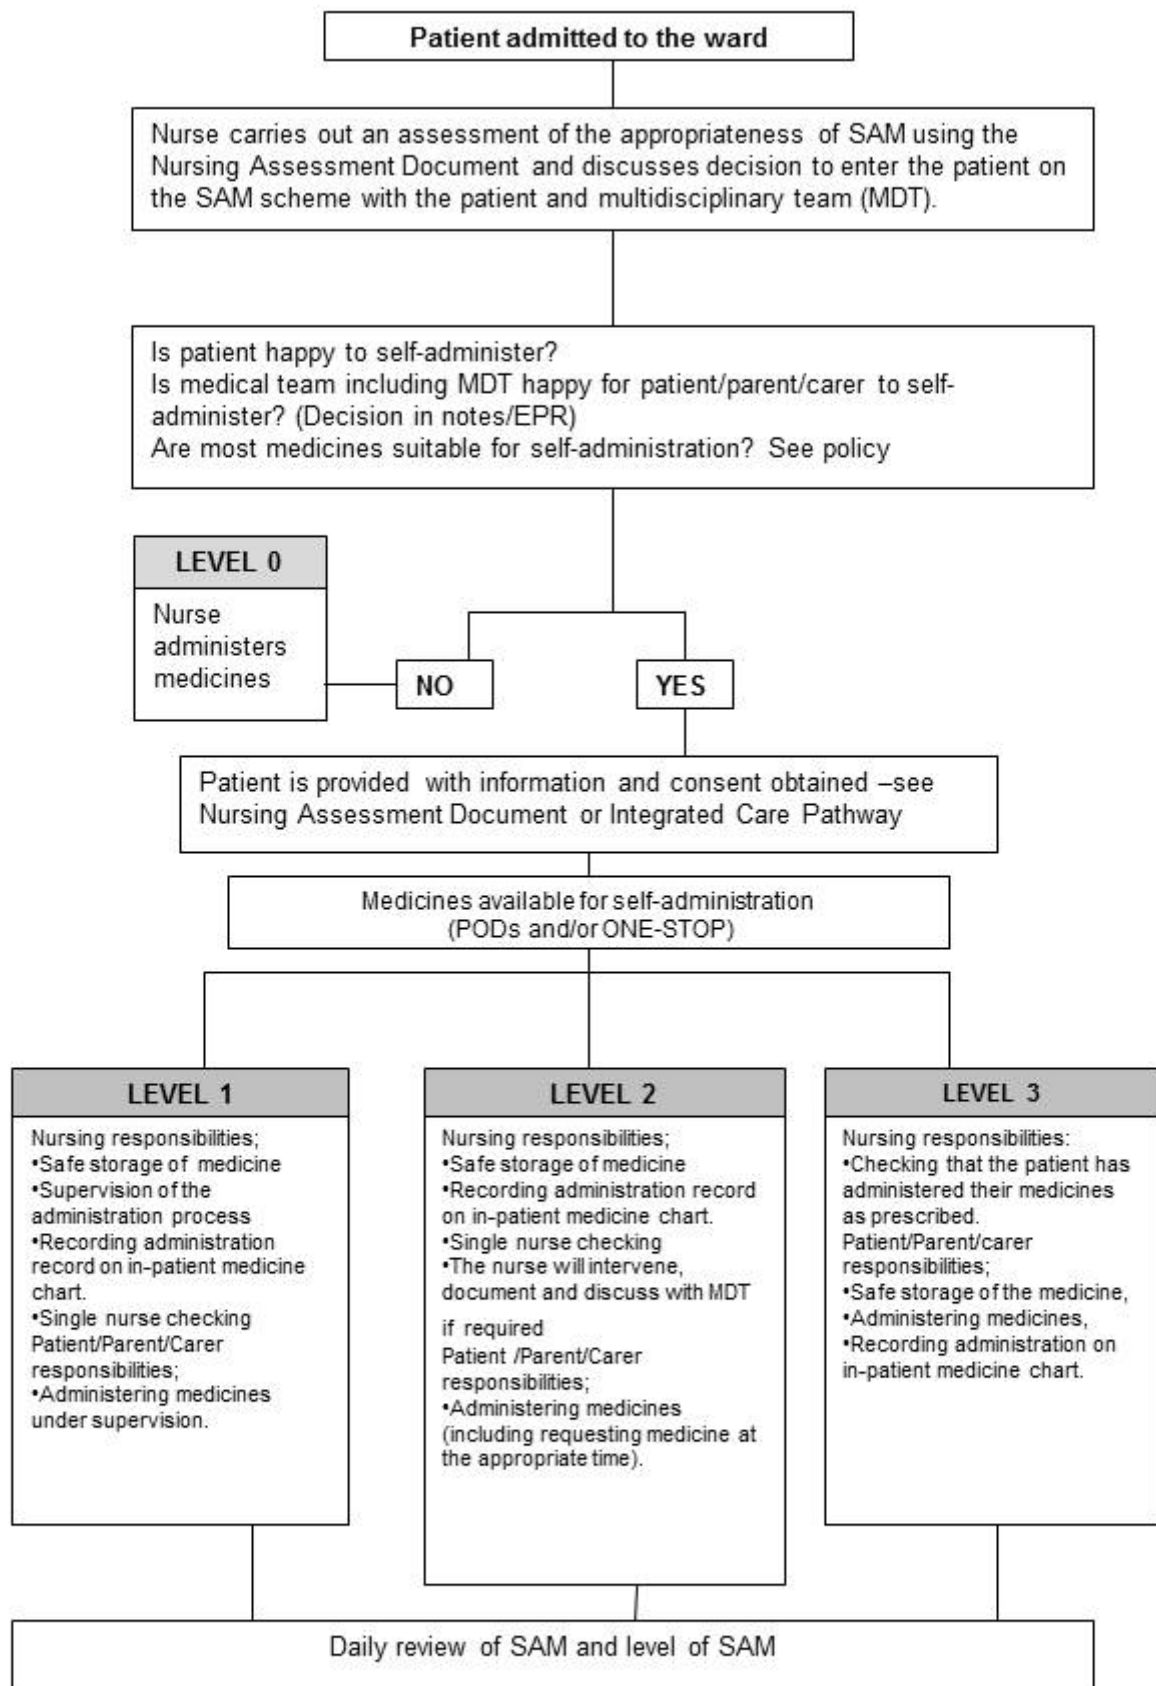 Patient admitted to the ward
Nurse carries out an assessment of the appropriateness of SAM using the
Nursing Assessment Document and discusses decision to enter the patient on
the SAM scheme with the patient and multidisciplinary team (MDT).
Is patient happy to self-administer?
Is medical team including MDT happy for patient/parent/carer to self-
administer? (Decision in notes/EPR)
Are most medicines suitable for self-administration? See policy
LEVEL 0
Nurse
administers
medicines
NO
YES
Patient is provided with information and consent obtained –see
Nursing Assessment Document or Integrated Care Pathway
Medicines available for self-administration
(PODs and/or ONE-STOP)
LEVEL 1
Nursing responsibilities;
•Safe storage of medicine
•Supervision of the
administration process
•Recording administration
record on in-patient medicine
chart.
•Single nurse checking
Patient/Parent/Carer
responsibilities;
•Administering medicines
under supervision.
LEVEL 2
Nursing responsibilities;
•Safe storage of medicine
•Recording administration record
on in-patient medicine chart.
•Single nurse checking
•The nurse will intervene,
document and discuss with MDT
if required
Patient /Parent/Carer
responsibilities;
•Administering medicines
(including requesting medicine at
the appropriate time).
LEVEL 3
Nursing responsibilities:
•Checking that the patient has
administered their medicines
as prescribed.
Patient/Parent/carer
responsibilities;
•Safe storage of the medicine,
•Administering medicines,
•Recording administration on
in-patient medicine chart.
Daily review of SAM and level of SAM